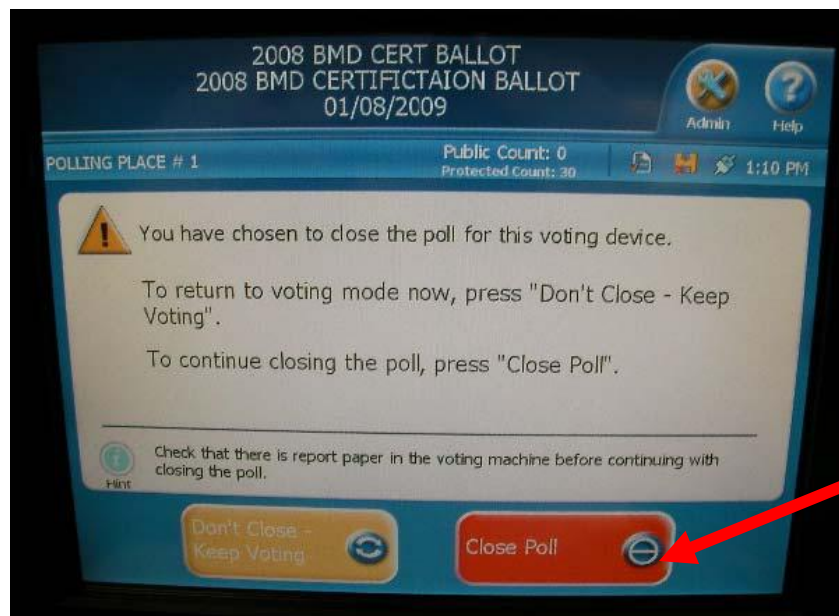 2008 BMD CERT BALLOT
2008 BMD CERTIFICTAION BALLOT
01/08/2009
Admin
Help
POLLING PLACE # 1
Public Count: 0
Protected Count: 30
1:10 PM
You have chosen to close the poll for this voting device.
To return to voting mode now, press "Don't Close - Keep
Voting".
To continue closing the poll, press "Close Poll".
Hint
Check that there is report paper in the voting machine before continuing with
closing the poll.
Don't Close -
Keep Voting
Close Poll